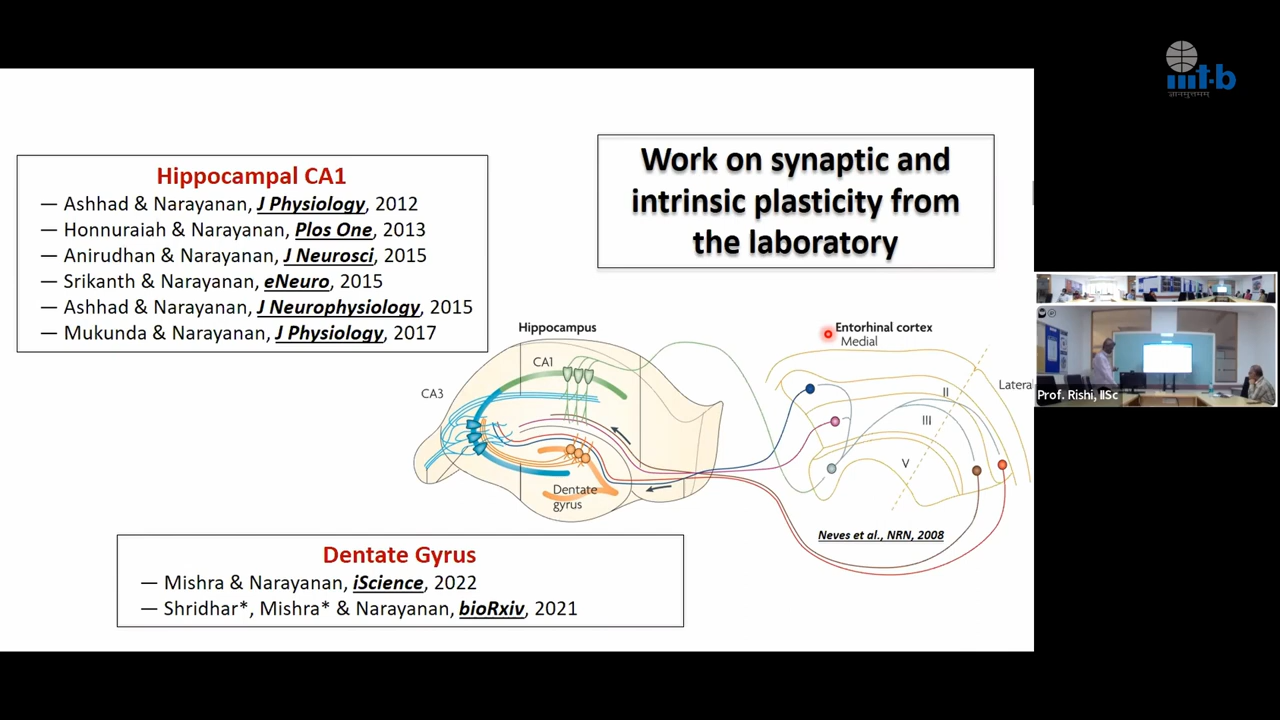 iiit-b
ज्ञानमुत्तमम्
Work on synaptic and
intrinsic plasticity from
the laboratory
Hippocampal CA1
— Ashhad & Narayanan, J Physiology, 2012
— Honnuraiah & Narayanan, Plos One, 2013
— Anirudhan & Narayanan, J Neurosci, 2015
— Srikanth & Narayanan, eNeuro, 2015
— Ashhad & Narayanan, J Neurophysiology, 2015
— Mukunda & Narayanan, J Physiology, 2017
Hippocampus
CA1
CA3
Dentate
gyrus
Entorhinal cortex
Medial
Latera
II
III
V
Neves et al., NRN, 2008
Dentate Gyrus
— Mishra & Narayanan, iScience, 2022
— Shridhar*, Mishra* & Narayanan, bioRxiv, 2021
Prof. Rishi, IISc